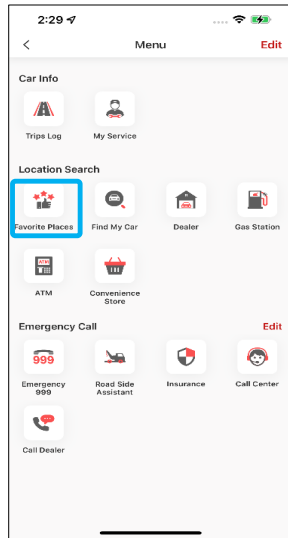 2:29
Menu
Edit
Car Info
Trips Log
My Service
Location Search
Favorite Places
Find My Car
Dealer
Gas Station
ATM
ATM
Convenience
Store
Emergency Call
Edit
999
Emergency
999
Road Side
Assistant
Insurance
Call Center
Call Dealer